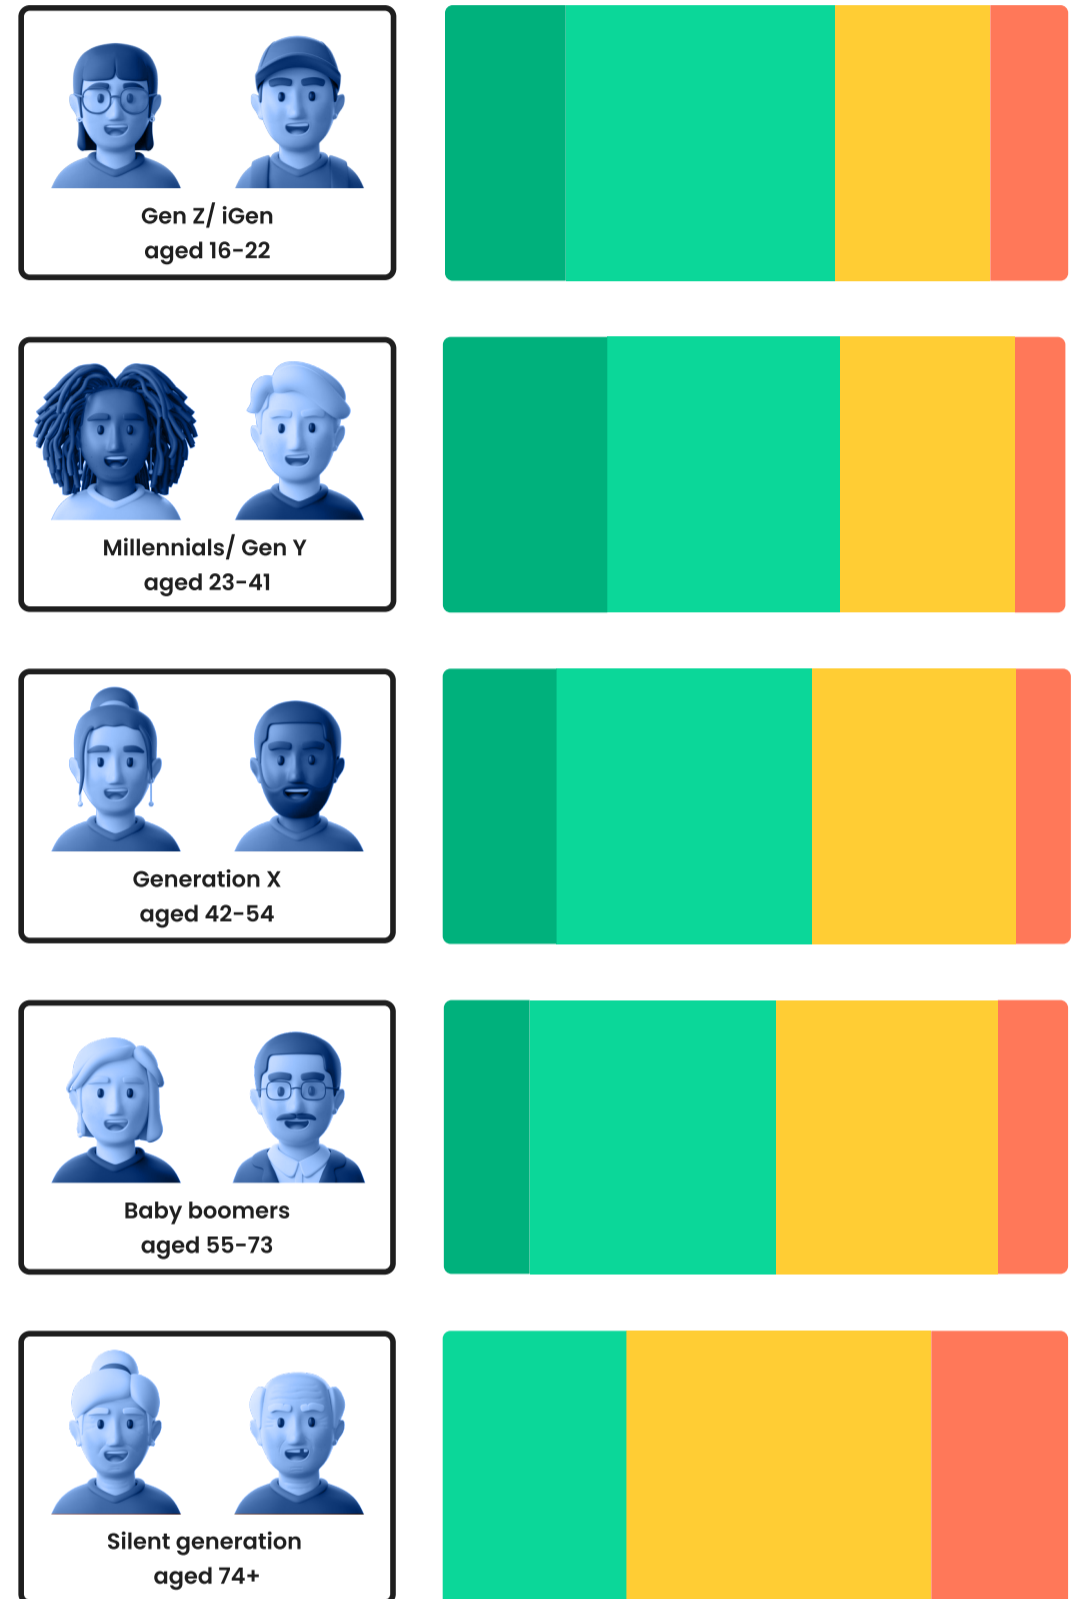 Gen Z/ iGen
aged 16-22
Millennials/ Gen Y
aged 23-41
Generation X
aged 42-54
Baby boomers
aged 55-73
Silent generation
aged 74+